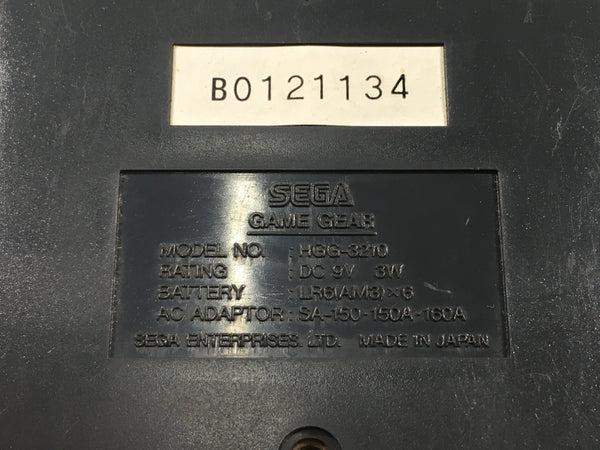 B0121134
SEGA
GAME GEAR
MODEL NO. : HGG-3210
RATING : DC 9V 3W
BATTERY : LR6(AM3)×6
AC ADAPTOR : SA-150·150A·160A
SEGA ENTERPRISES, LTD. MADE IN JAPAN